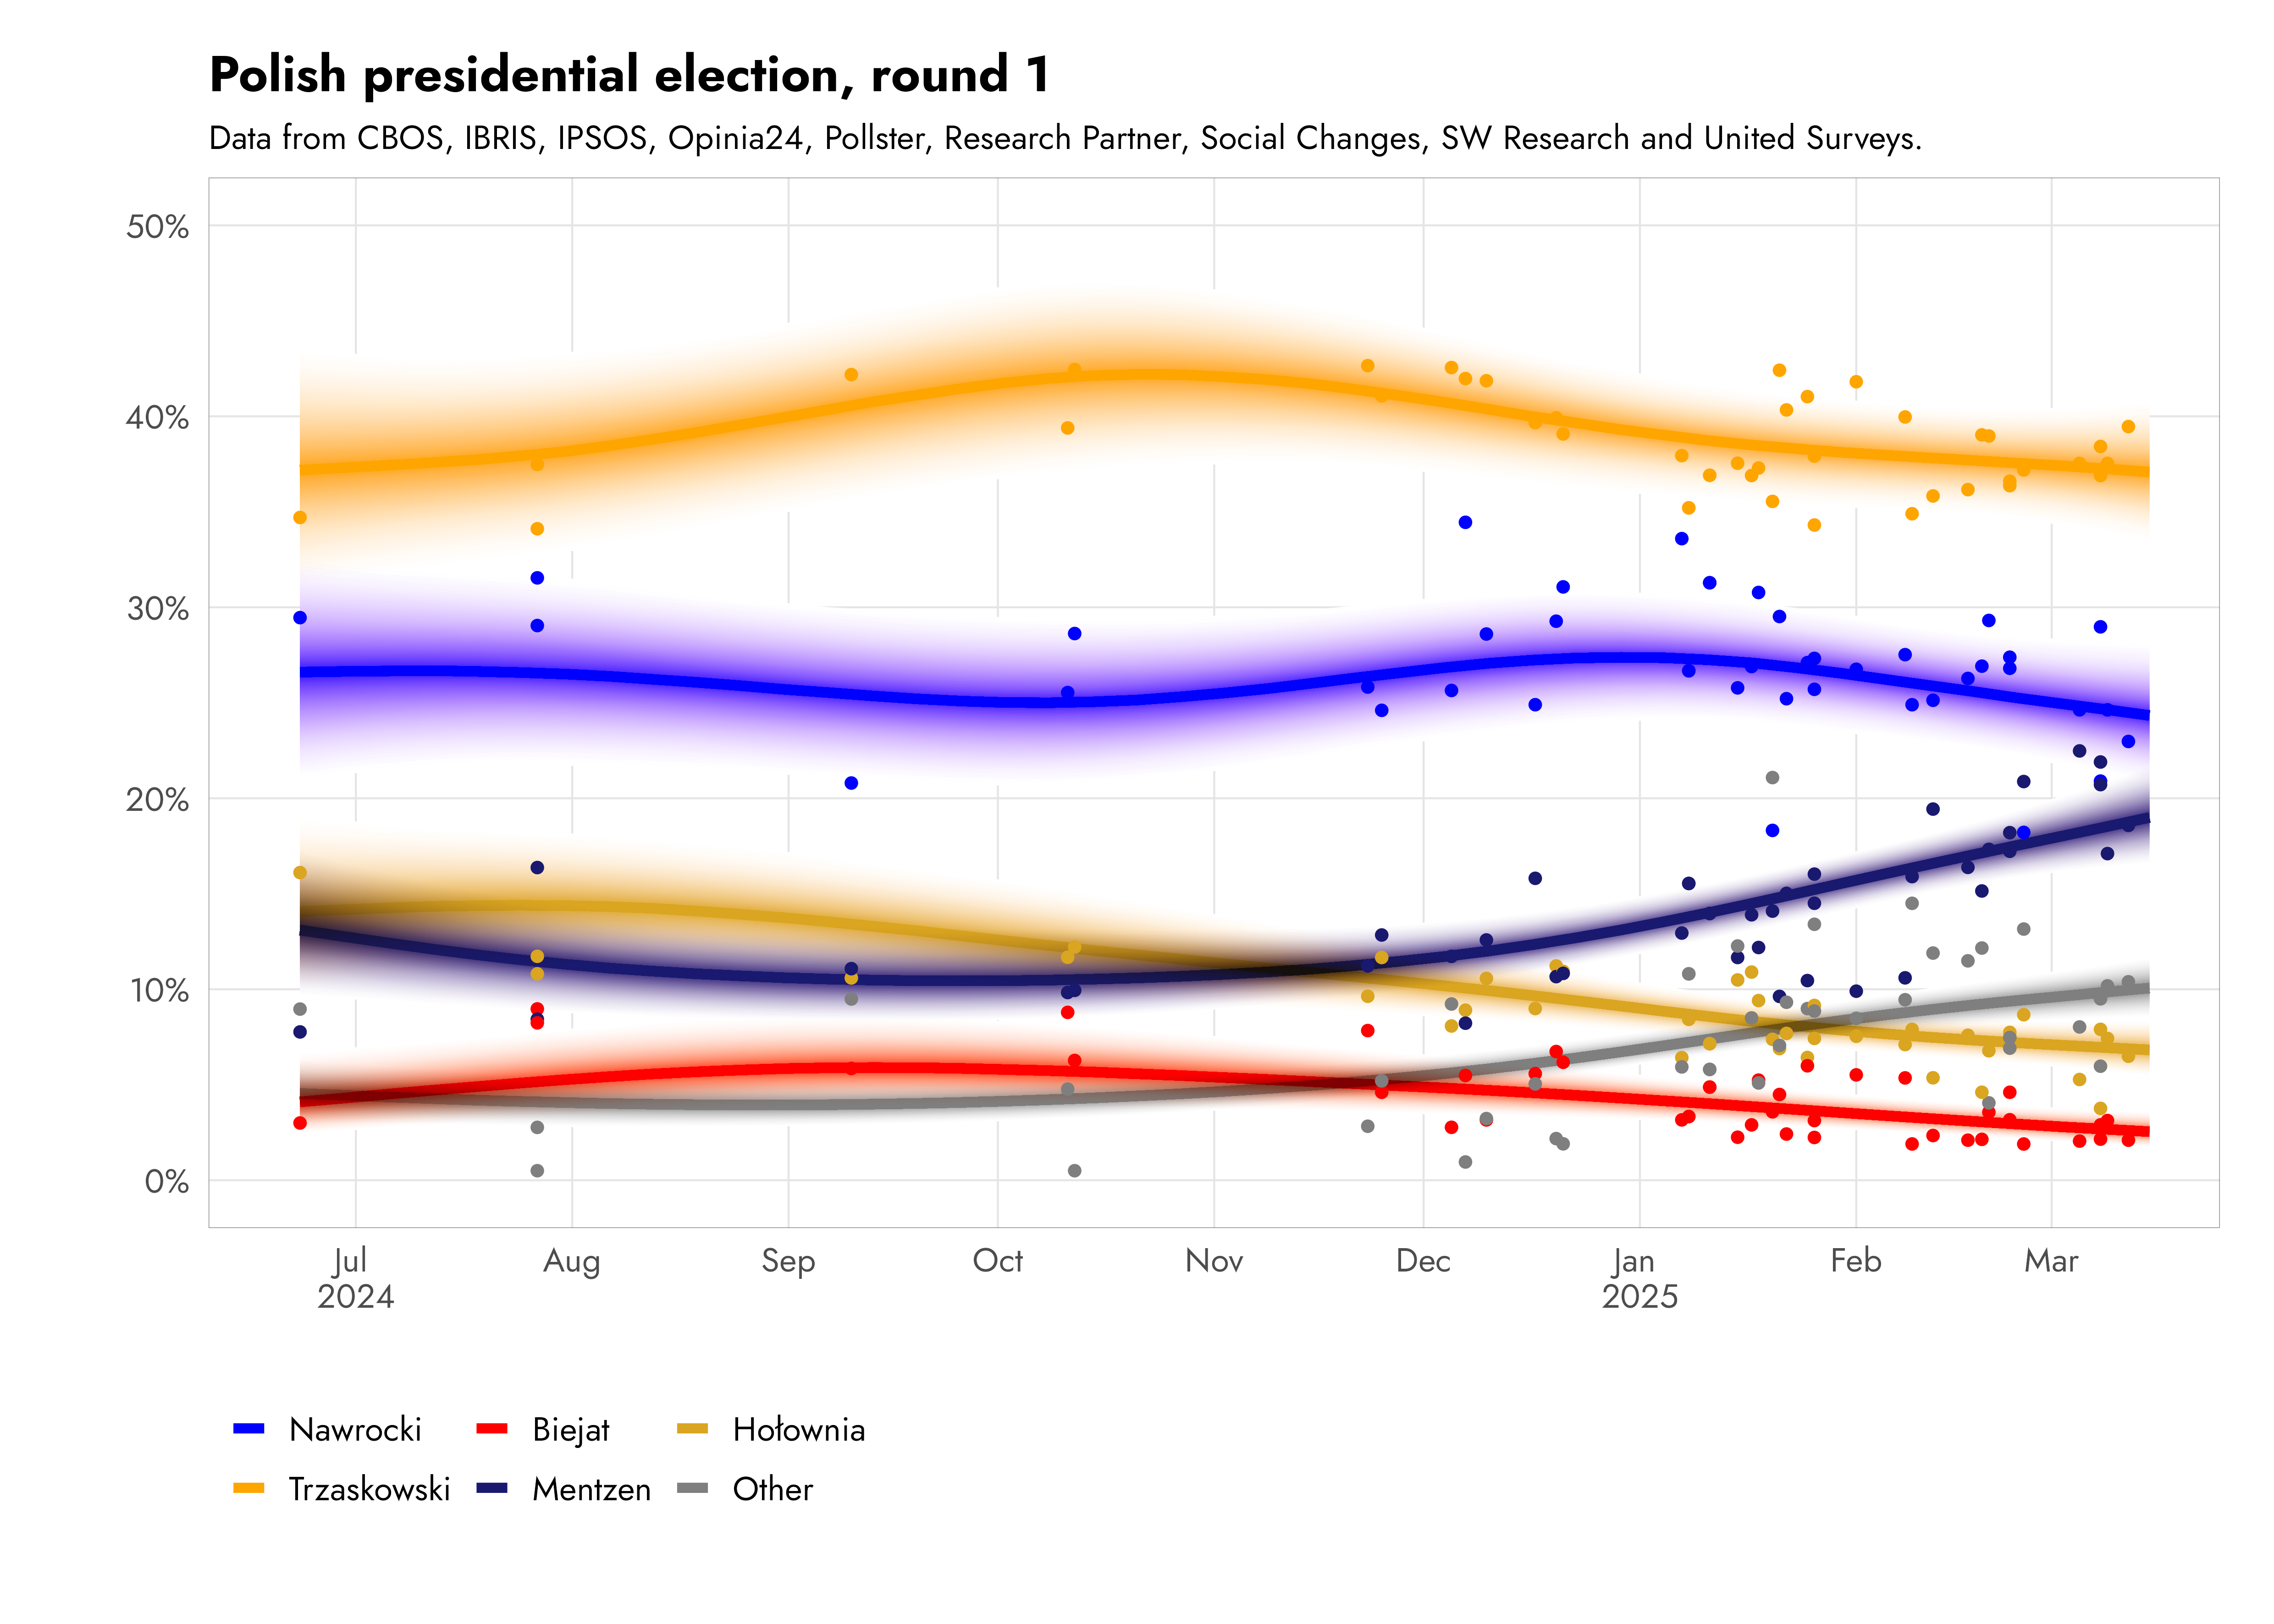 Polish presidential election, round 1
Data from CBOS, IBRIS, IPSOS, Opinia24, Pollster, Research Partner, Social Changes, SW Research and United Surveys.
50%
40%
30%
20%
10%
0%
Jul Aug Sep Oct Nov Dec Jan Feb Mar
2024 2025
Nawrocki Biejat Hołownia
Trzaskowski Mentzen Other